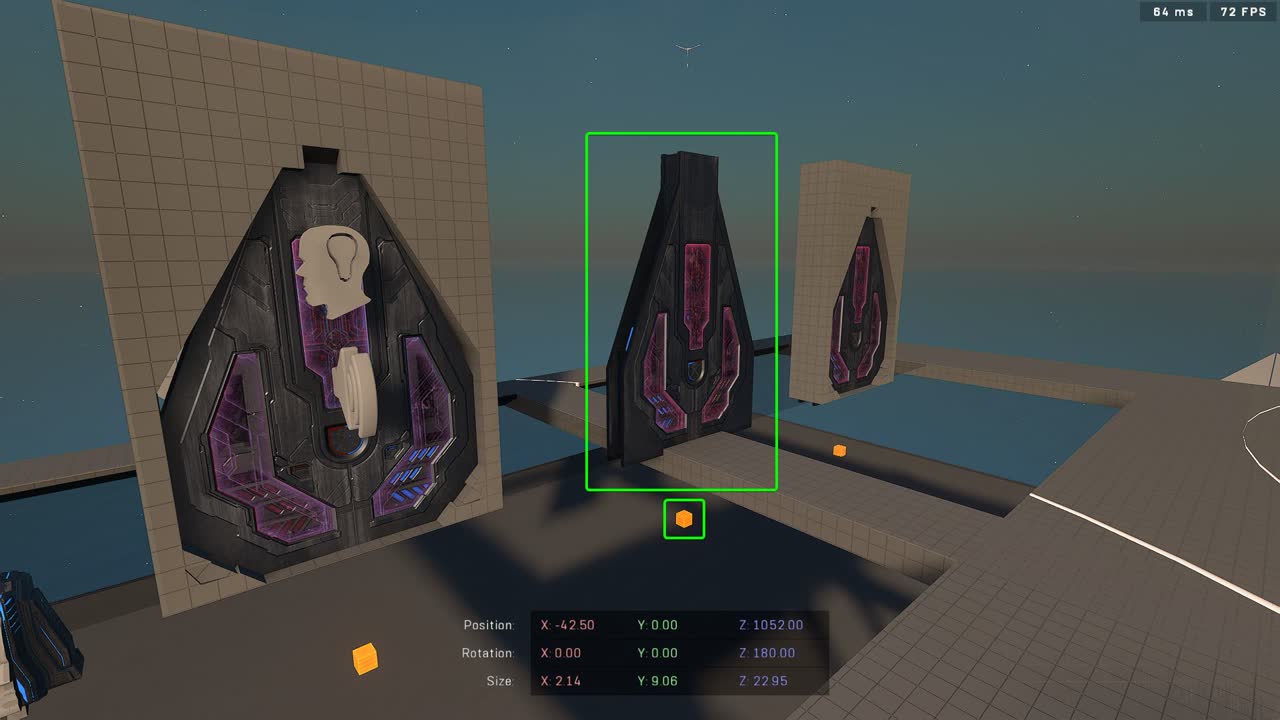 64 ms 72 FPS
Position: X: -42.50 Y: 0.00 Z: 1052.00
Rotation: X: 0.00 Y: 0.00 Z: 180.00
Size: X: 2.14 Y: 9.06 Z: 22.95